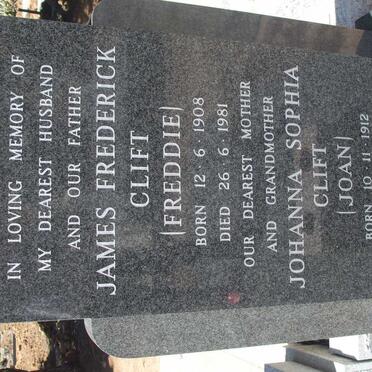 IN LOVING MEMORY OF
MY DEAREST HUSBAND
AND OUR FATHER
JAMES FREDERICK
CLIFT
(FREDDIE)
BORN 12 · 6 · 1908
DIED 26 · 6 · 1981
OUR DEAREST MOTHER
AND GRANDMOTHER
JOHANNA SOPHIA
CLIFT
(JOAN)
BORN 10 · 11 · 1912